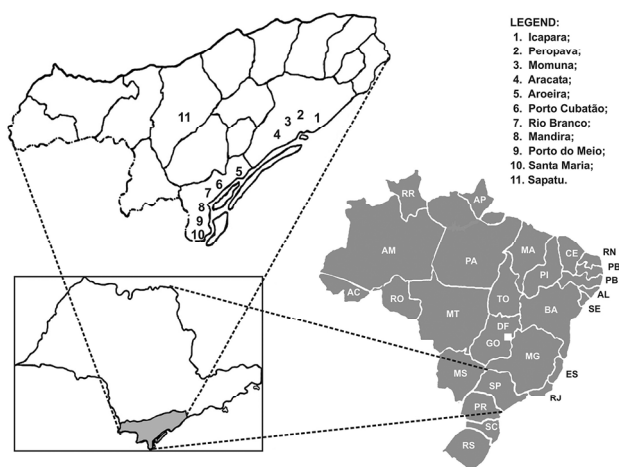 LEGEND:
1. Icapara;
2. Peropava;
3. Momuna;
4. Aracata;
5. Aroeira;
6. Porto Cubatão;
7. Rio Branco;
8. Mandira;
9. Porto do Meio;
10. Santa Maria;
11. Sapatu.
11
3 2 1
4
5
6
7
8
9
10
RR AP
AM PA MA CE RN
PB
PI PB
AC RO TO AL
SE
MT BA
DF
GO
MG
MS ES
SP RJ
PR
SC
RS